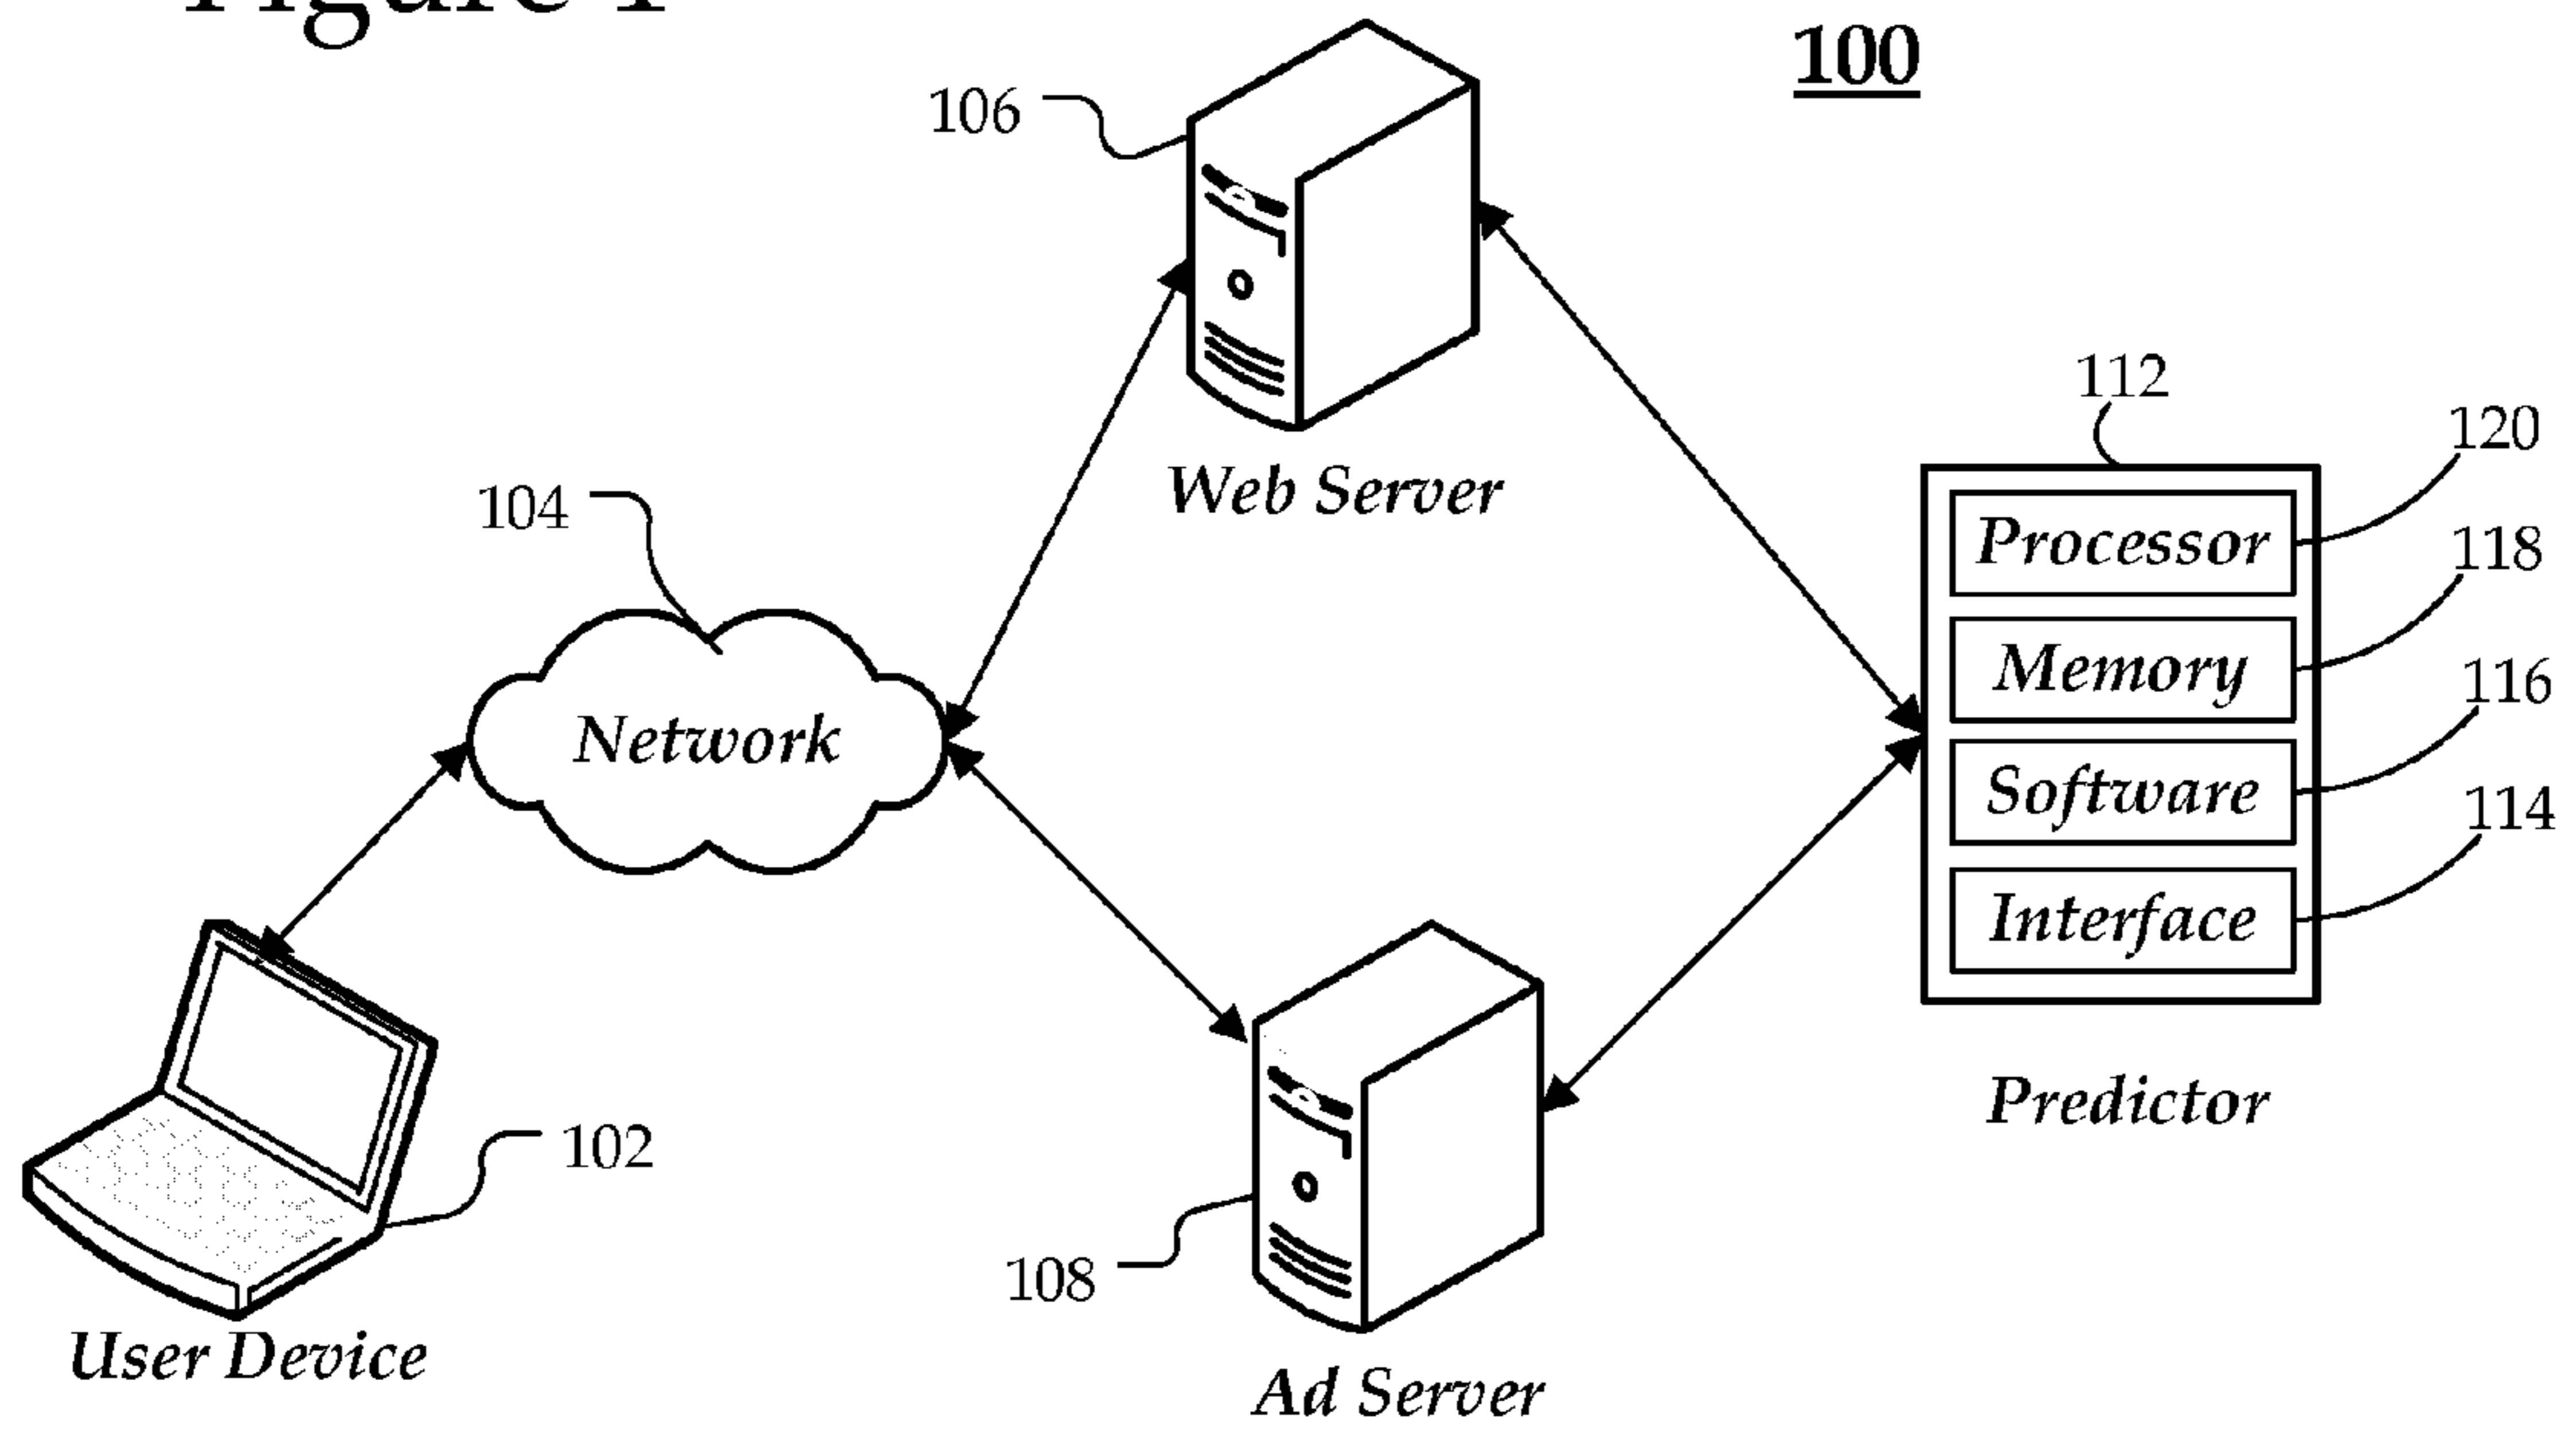 Figure 1
100
106
Web Server
112
120
Processor
118
Memory
116
Software
114
Interface
Predictor
104
Network
102
User Device
108
Ad Server